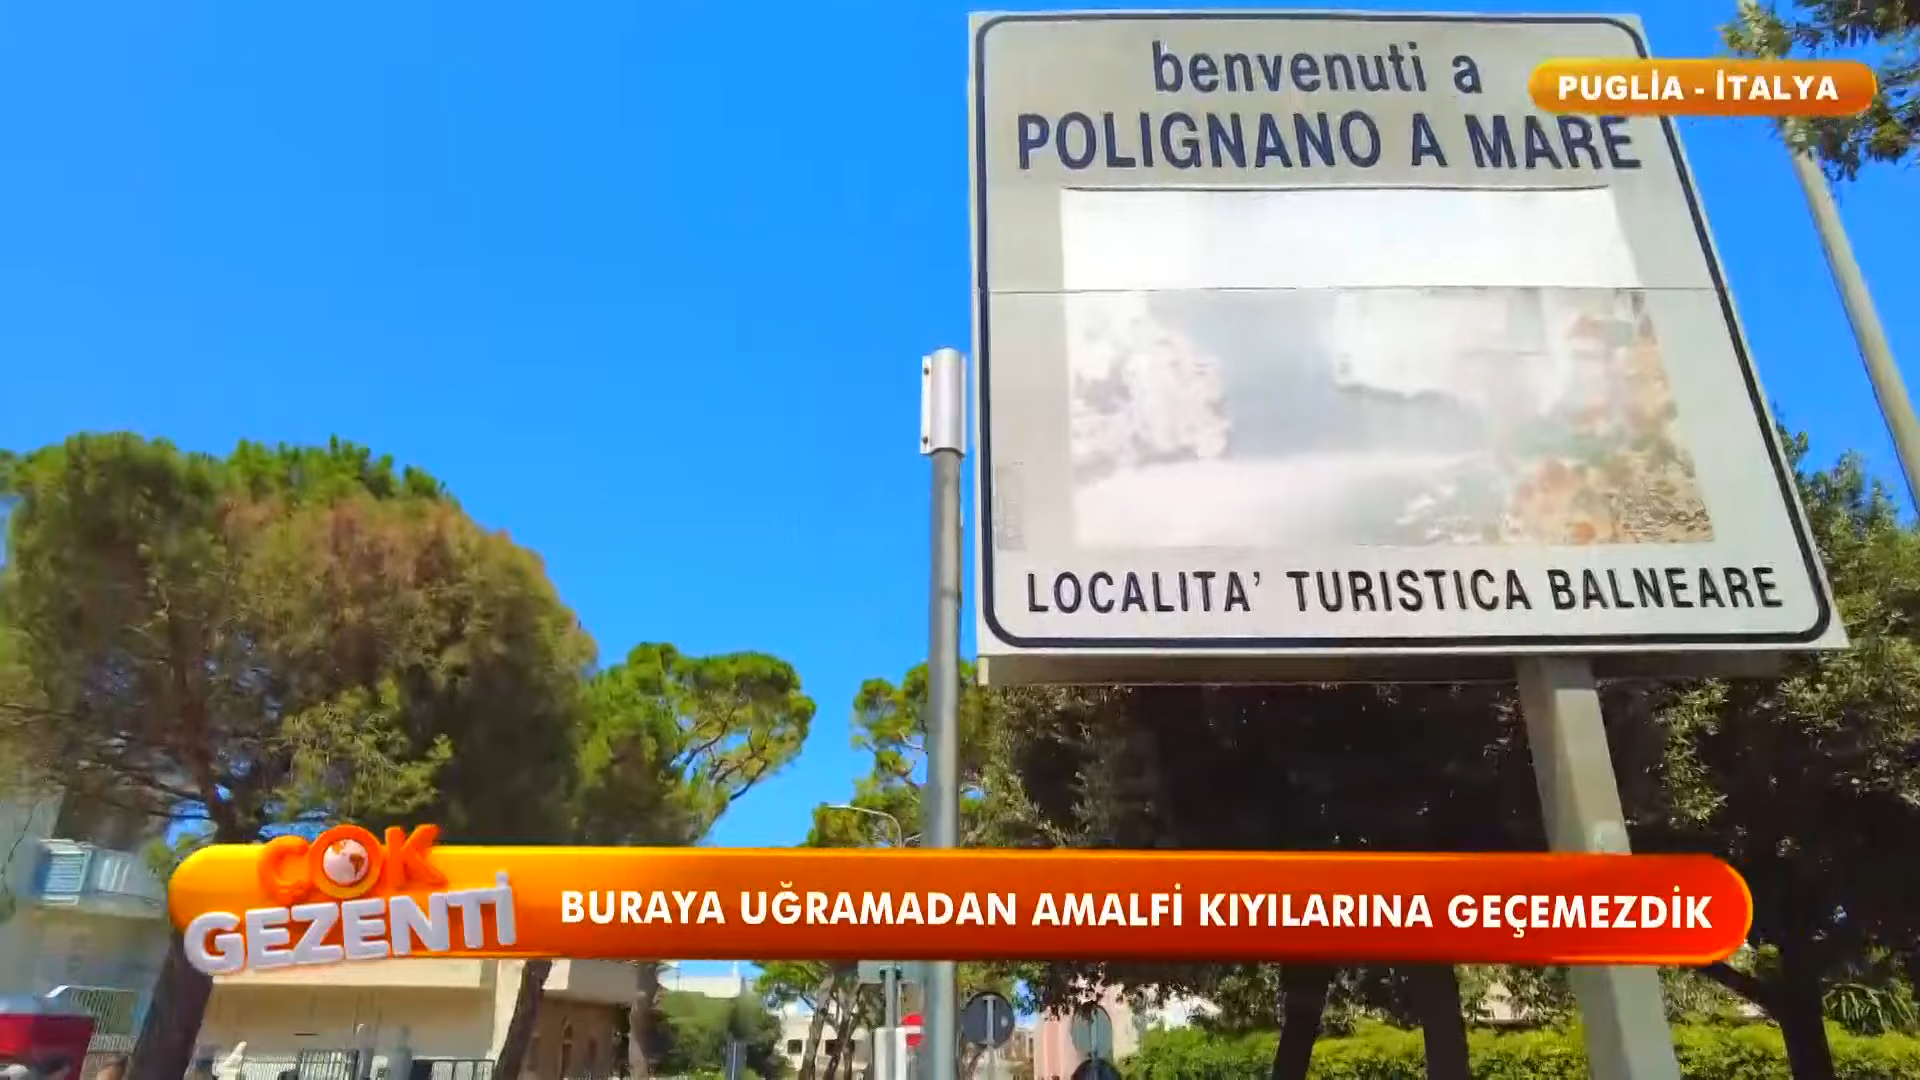 benvenuti a
POLIGNANO A MARE
PUGLİA - İTALYA
LOCALITA' TURISTICA BALNEARE
ÇOK
GEZENTİ
BURAYA UĞRAMADAN AMALFİ KIYILARINA GEÇEMEZDİK